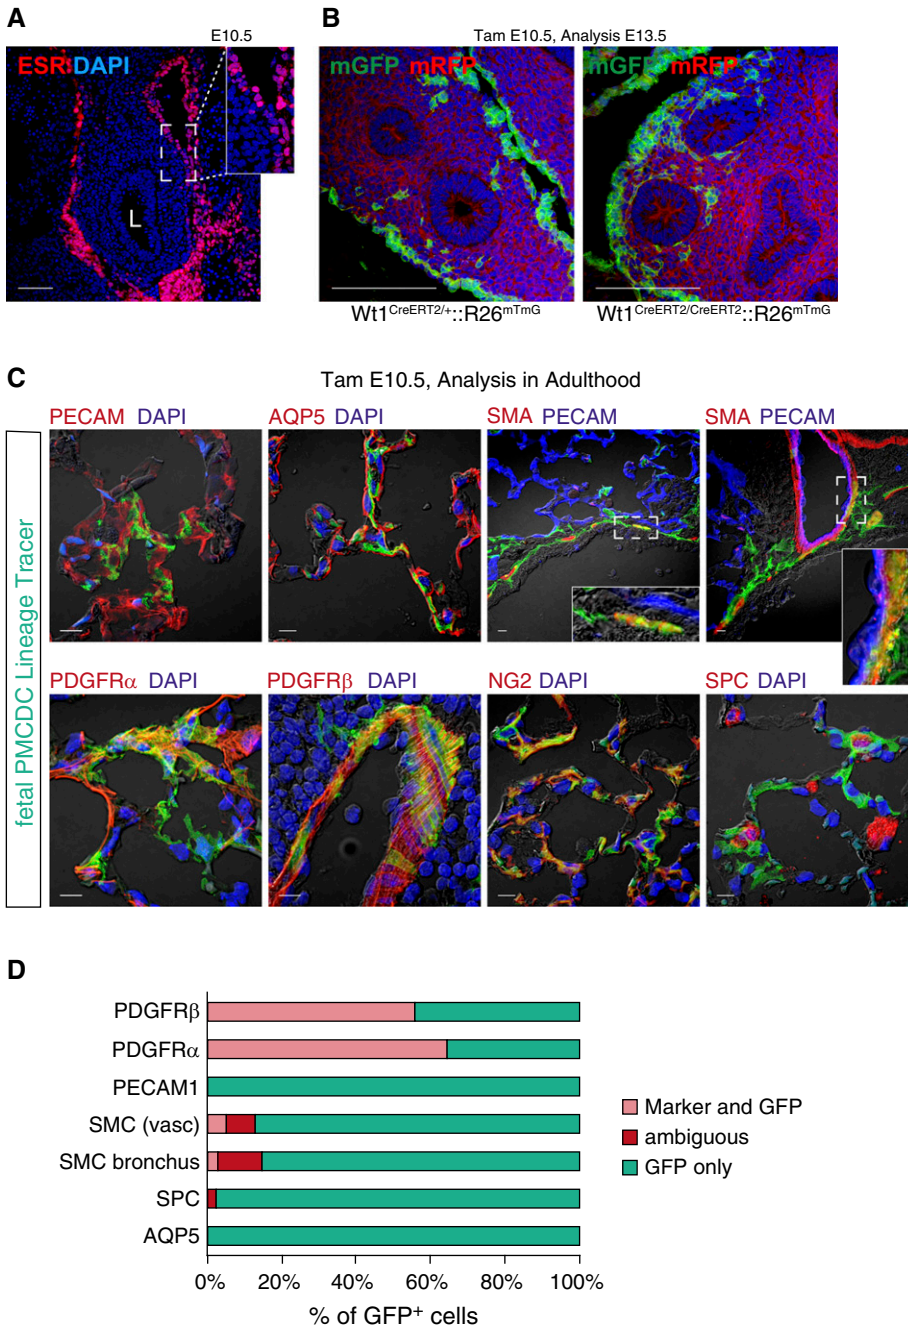 A
E10.5
ESR:DAPI
L
B
Tam E10.5, Analysis E13.5
mGFP mRFP
mGFP mRFP
Wt1CreERT2/+::R26mTmG
Wt1CreERT2/CreERT2::R26mTmG
C
Tam E10.5, Analysis in Adulthood
fetal PMCDC Lineage Tracer
PECAM DAPI
AQP5 DAPI
SMA PECAM
SMA PECAM
PDGFRα DAPI
PDGFRβ DAPI
NG2 DAPI
SPC DAPI
D
PDGFRβ
PDGFRα
PECAM1
SMC (vasc)
SMC bronchus
SPC
AQP5
0% 20% 40% 60% 80% 100%
% of GFP+ cells
Marker and GFP
ambiguous
GFP only